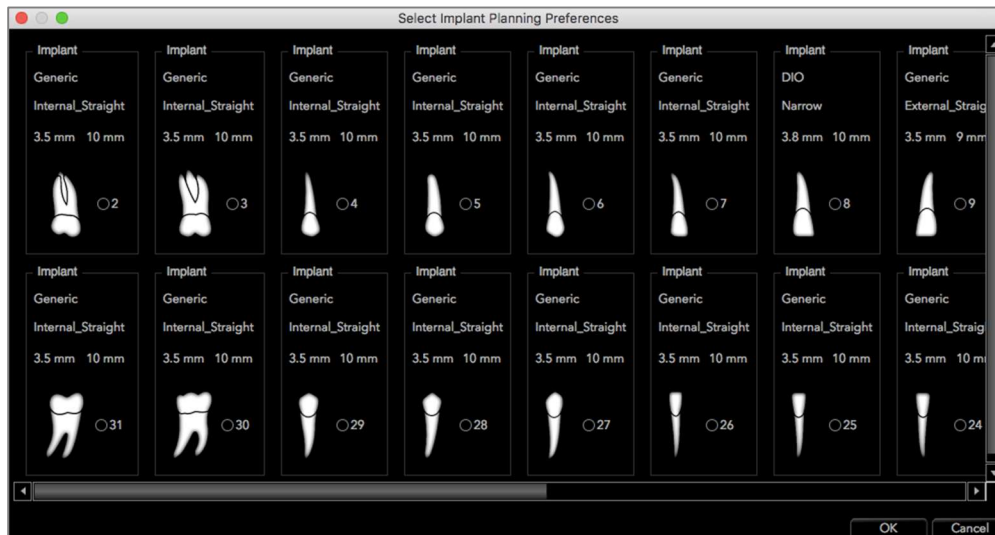 Select Implant Planning Preferences
Implant Implant Implant Implant Implant Implant Implant Implant
Generic Generic Generic Generic Generic Generic DIO Generic
Internal_Straight Internal_Straight Internal_Straight Internal_Straight Internal_Straight Internal_Straight Narrow External_Straig
3.5 mm 10 mm 3.5 mm 10 mm 3.5 mm 10 mm 3.5 mm 10 mm 3.5 mm 10 mm 3.5 mm 10 mm 3.8 mm 10 mm 3.5 mm 9 mm
2 3 4 5 6 7 8 9
Implant Implant Implant Implant Implant Implant Implant Implant
Generic Generic Generic Generic Generic Generic Generic Generic
Internal_Straight Internal_Straight Internal_Straight Internal_Straight Internal_Straight Internal_Straight Internal_Straight Internal_Straig
3.5 mm 10 mm 3.5 mm 10 mm 3.5 mm 10 mm 3.5 mm 10 mm 3.5 mm 10 mm 3.5 mm 10 mm 3.5 mm 10 mm 3.5 mm 10 m
31 30 29 28 27 26 25 24
OK Cancel